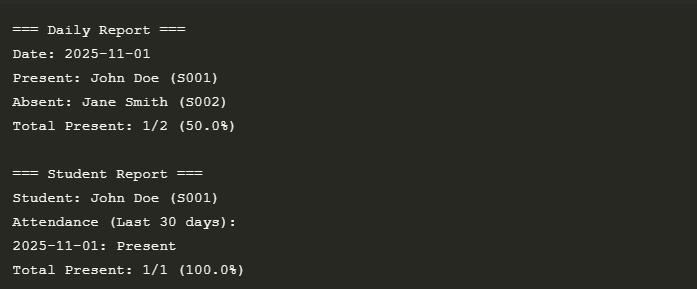 === Daily Report ===
Date: 2025-11-01
Present: John Doe (S001)
Absent: Jane Smith (S002)
Total Present: 1/2 (50.0%)
=== Student Report ===
Student: John Doe (S001)
Attendance (Last 30 days):
2025-11-01: Present
Total Present: 1/1 (100.0%)